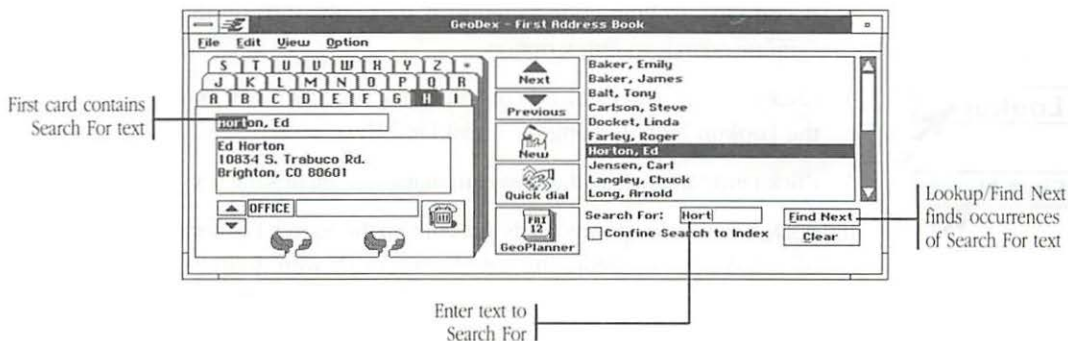 GeoDex - First Address Book
File Edit View Option
S T U V W X Y Z *
J K L M N O P Q R
A B C D E F G H I
Horton, Ed
Ed Horton
10834 S. Trabuco Rd.
Brighton, CO 80601
OFFICE
Next
Previous
New
Quick dial
FRI
12
GeoPlanner
Baker, Emily
Baker, James
Balt, Tony
Carlson, Steve
Docket, Linda
Farley, Roger
Horton, Ed
Jensen, Carl
Langley, Chuck
Long, Arnold
Search For: Hort Find Next
Confine Search to Index Clear
First card contains
Search For text
Lookup/Find Next
finds occurrences
of Search For text
Enter text to
Search For